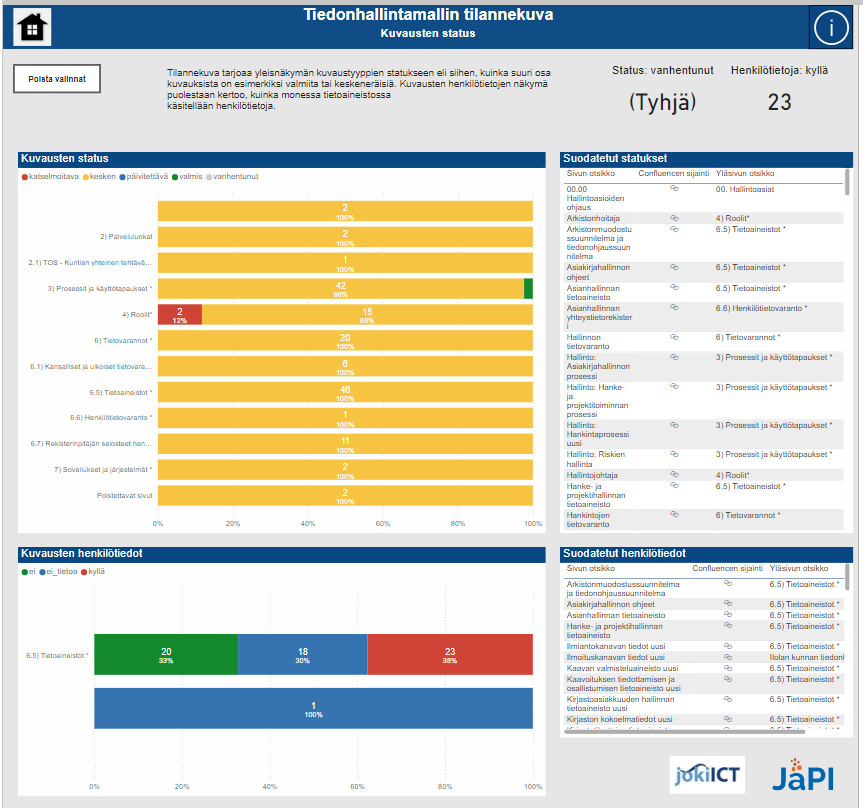 Tiedonhallintamallin tilannekuva
Kuvausten status
i
Poista valinnat
Tilannekuva tarjoaa yleisnäkymän kuvaustyyppien statukseen eli siihen, kuinka suuri osa
kuvauksista on esimerkiksi valmiita tai keskeneräisiä. Kuvausten henkilötietojen näkymä
puolestaan kertoo, kuinka monessa tietoaineistossa
käsitellään henkilötietoja.
Status: vanhentunut
(Tyhjä)
Henkilötietoja: kyllä
23
Kuvausten status
katselmoitava kesken päivitettävä valmis vanhentunut
2
100%
2) Palveluluokat
2
100%
2.1) TOS - Kuntien yhteinen tehtävä...
1
100%
3) Prosessit ja käyttötapaukset *
42
98%
4) Roolit*
2
12%
15
88%
6) Tietovarannot *
20
100%
6.1) Kansalliset ja ulkoiset tietovara...
6
100%
6.5) Tietoaineistot *
46
100%
6.6) Henkilötietovaranto *
1
100%
6.7) Rekisterinpitäjän selosteet hen...
11
100%
7) Sovellukset ja järjestelmät *
2
100%
Poistettavat sivut
2
100%
0% 20% 40% 60% 80% 100%
Suodatetut statukset
Sivun otsikko Confluencen sijainti Yläsivun otsikko
00.00
Hallintoasioiden
ohjaus
00. Hallintoasiat
Arkistonhoitaja 4) Roolit*
Arkistonmuodostu
ssuunnitelma ja
tiedonohjaussuun
nitelma
6.5) Tietoaineistot *
Asiakirjahallinnon
ohjeet
6.5) Tietoaineistot *
Asianhallinnan
tietoaineisto
6.5) Tietoaineistot *
Asianhallinnan
yhteystietorekister
i
6.6) Henkilötietovaranto *
Hallinnon
tietovaranto
6) Tietovarannot *
Hallinto:
Asiakirjahallinnon
prosessi
3) Prosessit ja käyttötapaukset *
Hallinto: Hanke-
ja
projektitoiminnan
prosessi
3) Prosessit ja käyttötapaukset *
Hallinto:
Hankintaprosessi
uusi
3) Prosessit ja käyttötapaukset *
Hallinto: Riskien
hallinta
3) Prosessit ja käyttötapaukset *
Hallintojohtaja 4) Roolit*
Hanke- ja
projektihallinnan
tietoaineisto
6.5) Tietoaineistot *
Hankintojen
tietovaranto
6) Tietovarannot *
Kuvausten henkilötiedot
ei ei_tietoa kyllä
0% 20% 40% 60% 80% 100%
6.5) Tietoaineistot *
20
33%
18
30%
23
38%
1
100%
0% 20% 40% 60% 80% 100%
Suodatetut henkilötiedot
Sivun otsikko Confluencen sijainti Yläsivun otsikko
Arkistonmuodostussuunnitelma
ja tiedonohjaussuunnitelma
6.5) Tietoaineistot *
Asiakirjahallinnon ohjeet 6.5) Tietoaineistot *
Asianhallinnan tietoaineisto 6.5) Tietoaineistot *
Hanke- ja projektihallinnan
tietoaineisto
6.5) Tietoaineistot *
Ilmiantokanavan tiedot uusi 6.5) Tietoaineistot *
Ilmoituskanavan tiedot uusi Ilolan kunnan tiedonh
Kaavan valmisteluaineisto uusi 6.5) Tietoaineistot *
Kaavoituksen tiedottamisen ja
osallistumisen tietoaineisto uusi
6.5) Tietoaineistot *
Kirjastoasiakkuuden hallinnan
tietoaineisto uusi
6.5) Tietoaineistot *
Kirjaston kokoelmatiedot uusi 6.5) Tietoaineistot *
jokiICT
JäPI